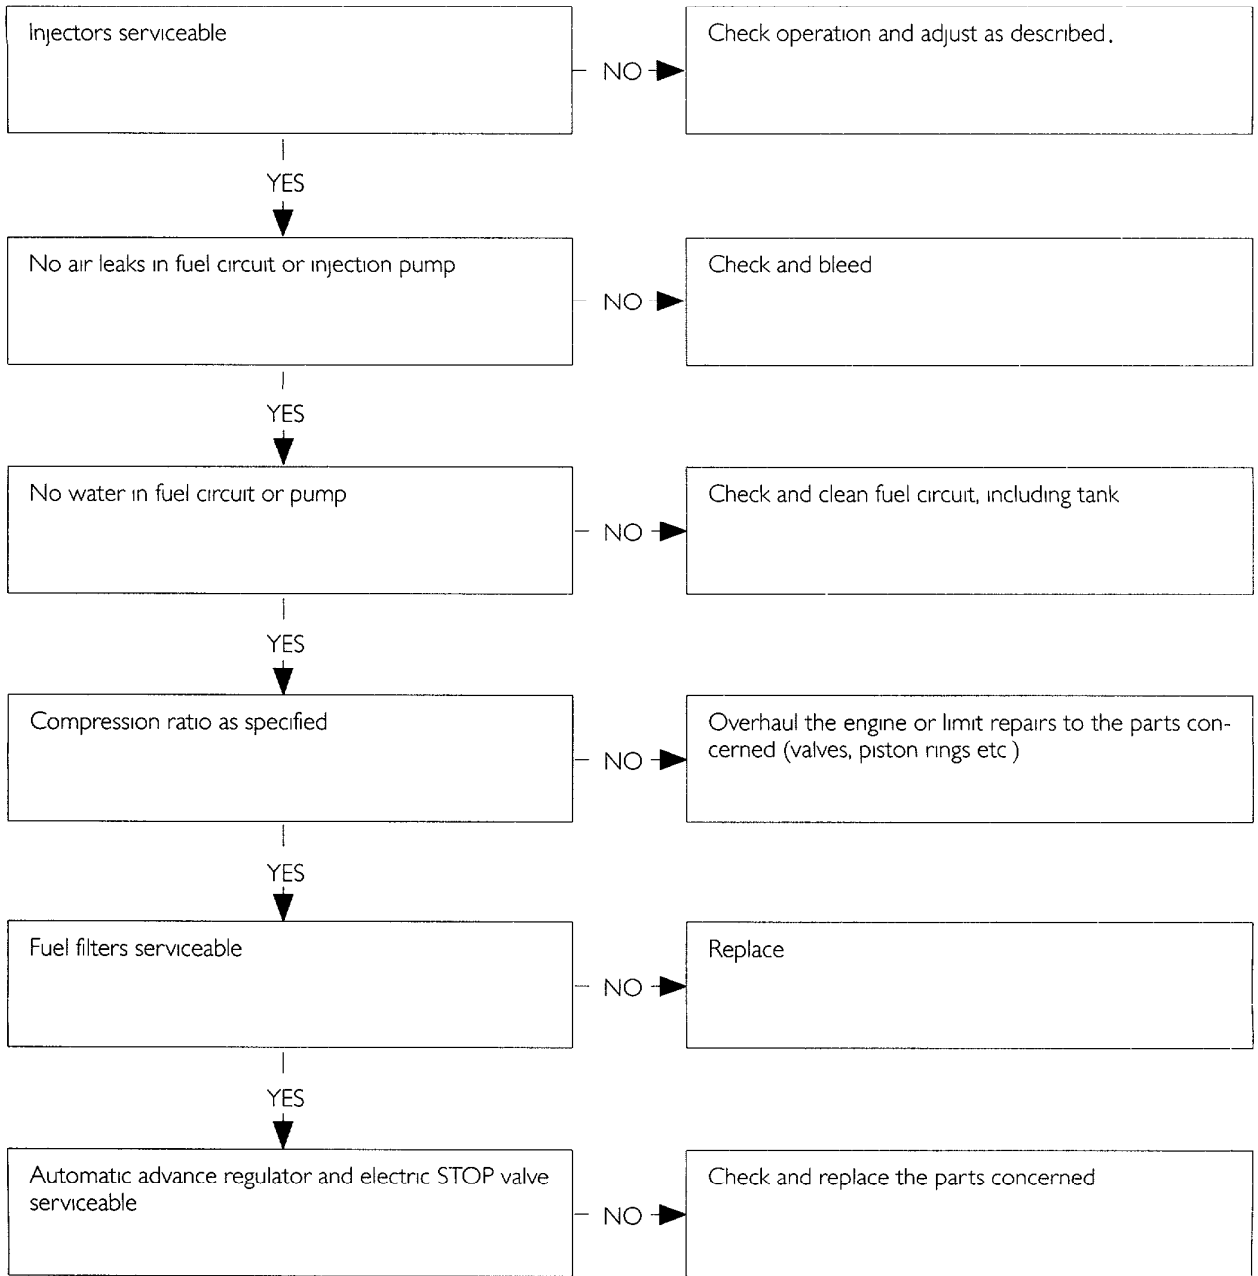 Injectors serviceable
NO
Check operation and adjust as described.
YES
No air leaks in fuel circuit or injection pump
NO
Check and bleed
YES
No water in fuel circuit or pump
NO
Check and clean fuel circuit, including tank
YES
Compression ratio as specified
NO
Overhaul the engine or limit repairs to the parts con-
cerned (valves, piston rings etc )
YES
Fuel filters serviceable
NO
Replace
YES
Automatic advance regulator and electric STOP valve
serviceable
NO
Check and replace the parts concerned